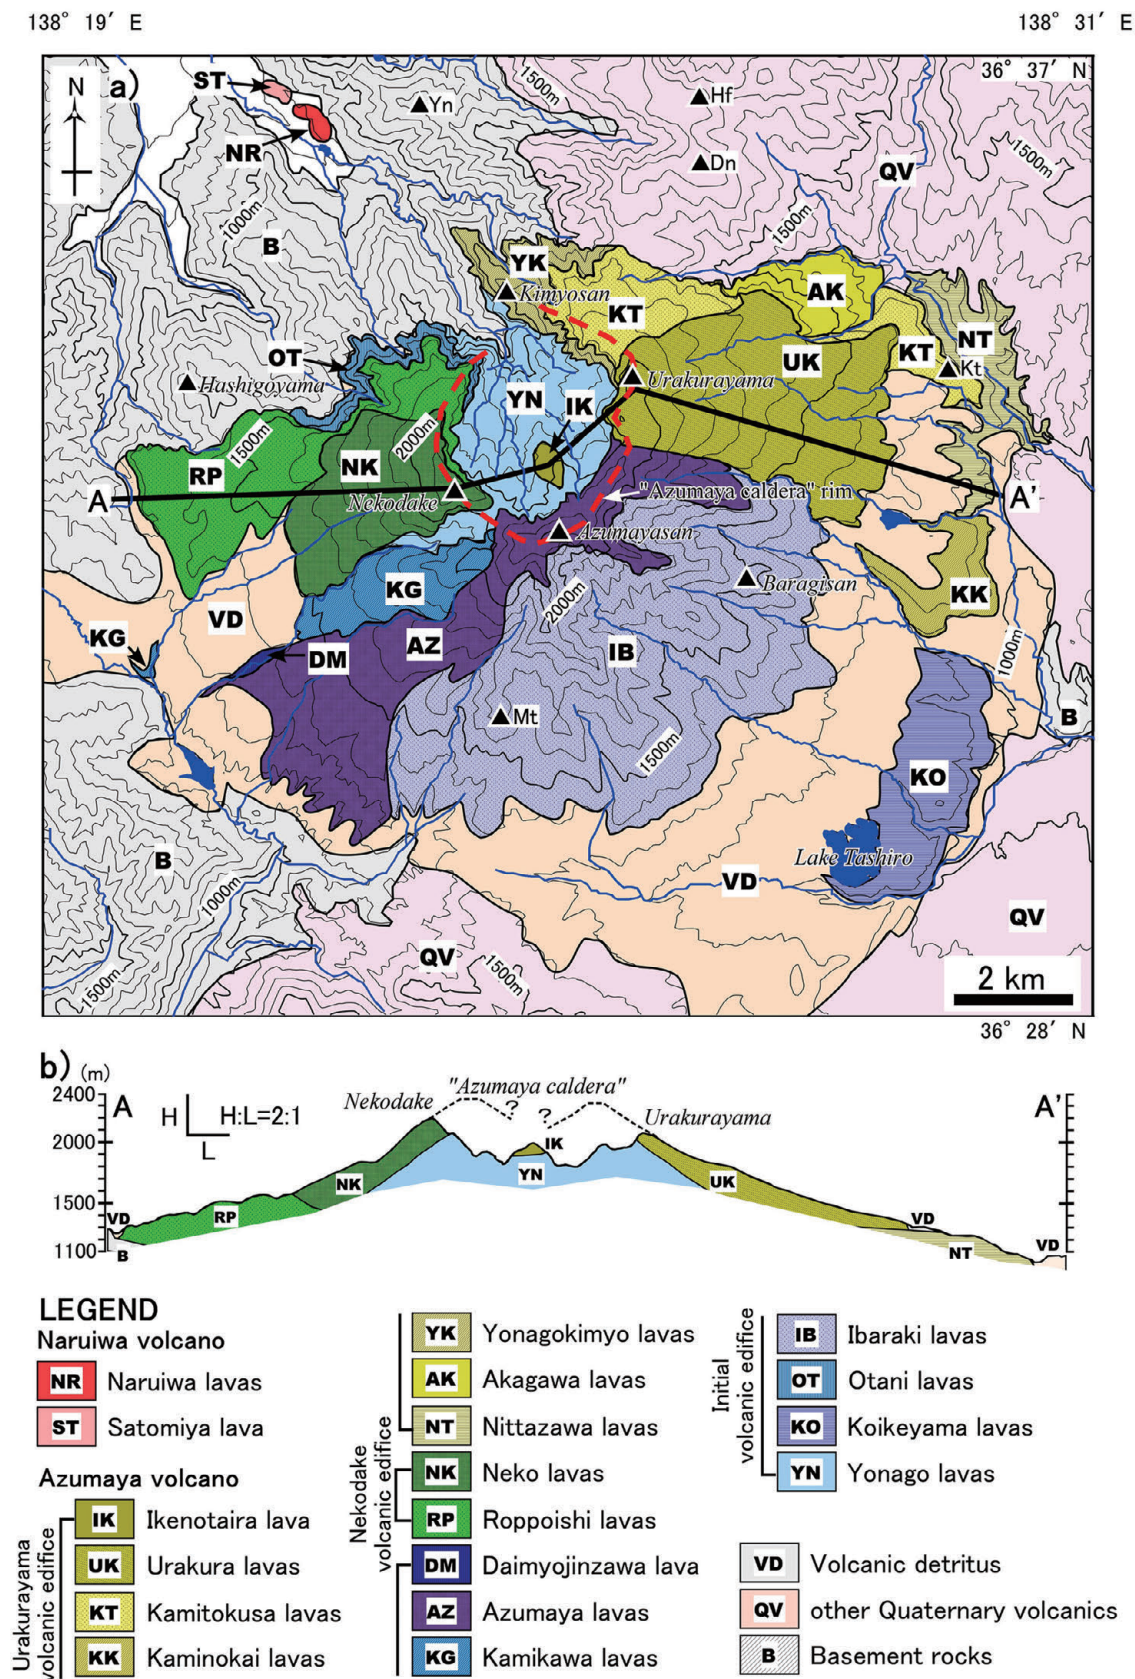 138° 19′ E
138° 31′ E
a)
N
36° 37′ N
ST
NR
Yn
Hf
Dn
QV
1500m
1500m
1500m
1000m
B
YK
Kimyosan
KT
AK
NT
OT
Hashigoyama
YN
IK
Urakurayama
UK
KT
Kt
1500m
2000m
RP
NK
A
Nekodake
"Azumaya caldera" rim
A’
Azumayasan
KG
2000m
Baragisan
KK
VD
KG
AZ
IB
1000m
DM
B
Mt
1500m
KO
B
Lake Tashiro
1000m
VD
QV
QV
1500m
1500m
2 km
36° 28′ N
b) (m)
2400
2000
1500
1100
A
H
L
H:L=2:1
Nekodake
"Azumaya caldera"
Urakurayama
A’
?
?
IK
YN
NK
UK
RP
VD
B
VD
NT
VD
LEGEND
Naruiwa volcano
NR Naruiwa lavas
ST Satomiya lava
Azumaya volcano
Urakurayama volcanic edifice
IK Ikenotaira lava
UK Urakura lavas
KT Kamitokusa lavas
KK Kaminokai lavas
YK Yonagokimyo lavas
AK Akagawa lavas
NT Nittazawa lavas
Nekodake volcanic edifice
NK Neko lavas
RP Roppoishi lavas
DM Daimyojinzawa lava
AZ Azumaya lavas
KG Kamikawa lavas
Initial volcanic edifice
IB Ibaraki lavas
OT Otani lavas
KO Koikeyama lavas
YN Yonago lavas
VD Volcanic detritus
QV other Quaternary volcanics
B Basement rocks